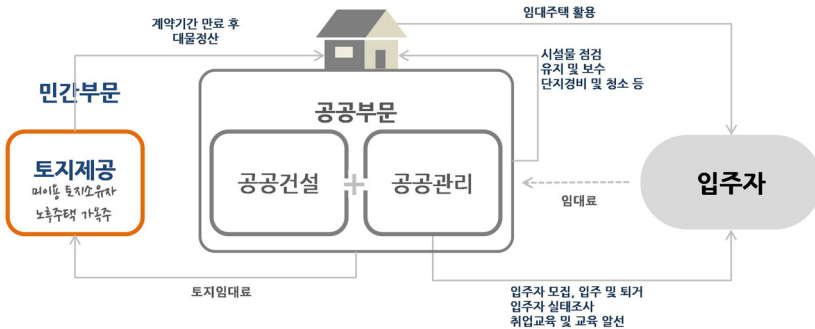 계약기간 만료 후
대물정산
임대주택 활용
시설물 점검
유지 및 보수
단지경비 및 청소 등
민간부문
공공부문
토지제공
미이용 토지소유자
노후주택 가옥주
공공건설
+
공공관리
입주자
임대료
토지임대료
입주자 모집, 입주 및 퇴거
입주자 실태조사
취업교육 및 교육 알선